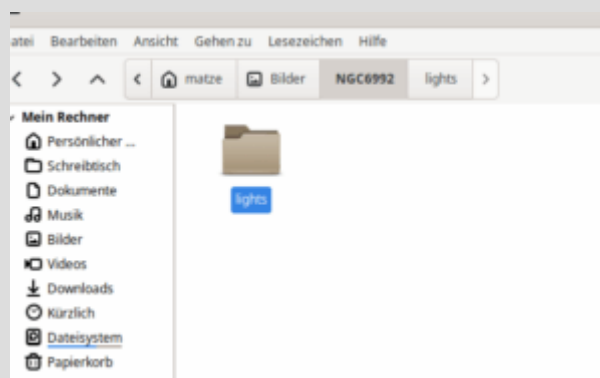 atei Bearbeiten Ansicht Gehen zu Lesezeichen Hilfe
matze Bilder NGC6992 lights
Mein Rechner
Persönlicher ...
Schreibtisch
Dokumente
Musik
Bilder
Videos
Downloads
Kürzlich
Dateisystem
Papierkorb
lights